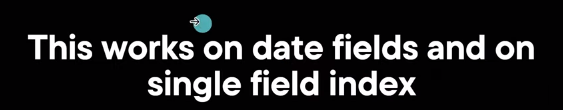 This works on date fields and on
single field index